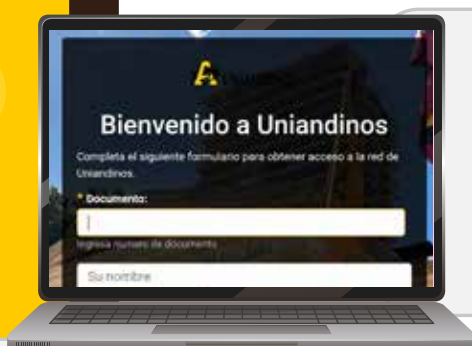 Bienvenido a Uniandinos
Completa el siguiente formulario para obtener acceso a la red de
Uniandinos.
* Documento:
Ingresa numero de documento
Su nombre